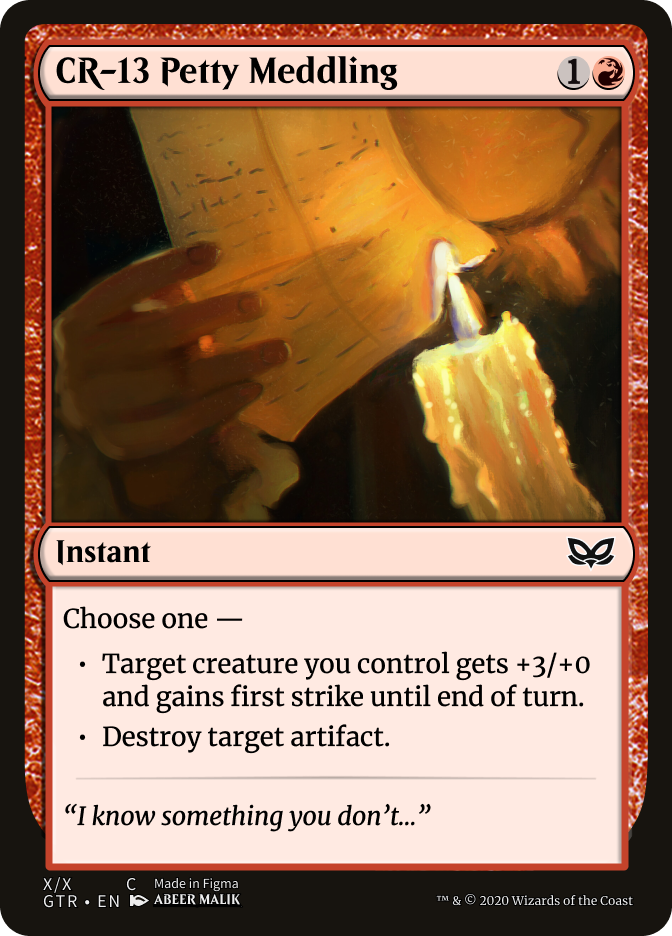 CR-13 Petty Meddling 1
Instant
Choose one —
• Target creature you control gets +3/+0
and gains first strike until end of turn.
• Destroy target artifact.
“I know something you don’t...”
X/X C Made in Figma
GTR • EN ABEER MALIK ™ & © 2020 Wizards of the Coast